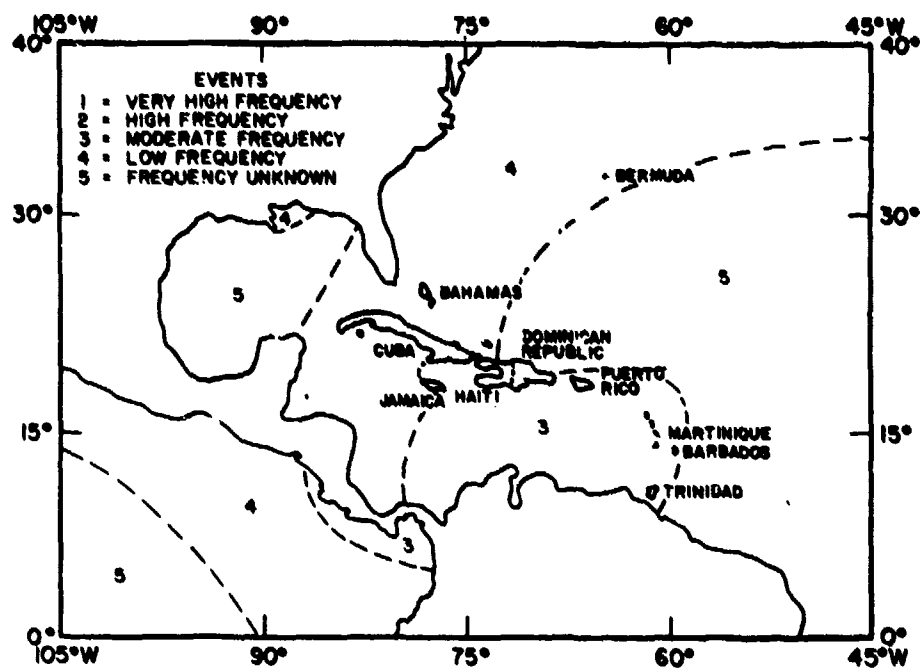 105°W 90° 75° 60° 45°W
40° 40°
EVENTS
1 = VERY HIGH FREQUENCY
2 = HIGH FREQUENCY
3 = MODERATE FREQUENCY
4 = LOW FREQUENCY
5 = FREQUENCY UNKNOWN
4
BERMUDA
30° 4 30°
5
5
BAHAMAS
DOMINICAN
REPUBLIC
CUBA
PUERTO
RICO
JAMAICA HAITI
15° 3 15°
MARTINIQUE
BARBADOS
TRINIDAD
4
3
5
0° 0°
105°W 90° 75° 60° 45°W